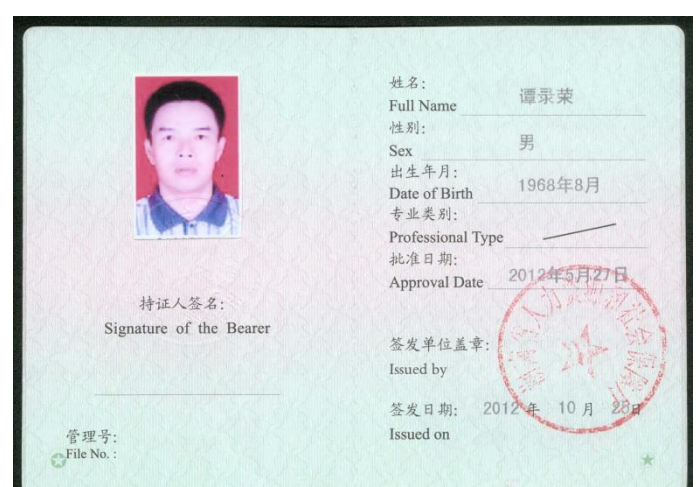 持证人签名:
Signature of the Bearer
管理号:
File No. :
姓名:
Full Name 谭录荣
性别:
Sex 男
出生年月:
Date of Birth 1968年8月
专业类别:
Professional Type
批准日期:
Approval Date 2012年5月27日
签发单位盖章:
Issued by
签发日期: 2012 年 10 月 28日
Issued on